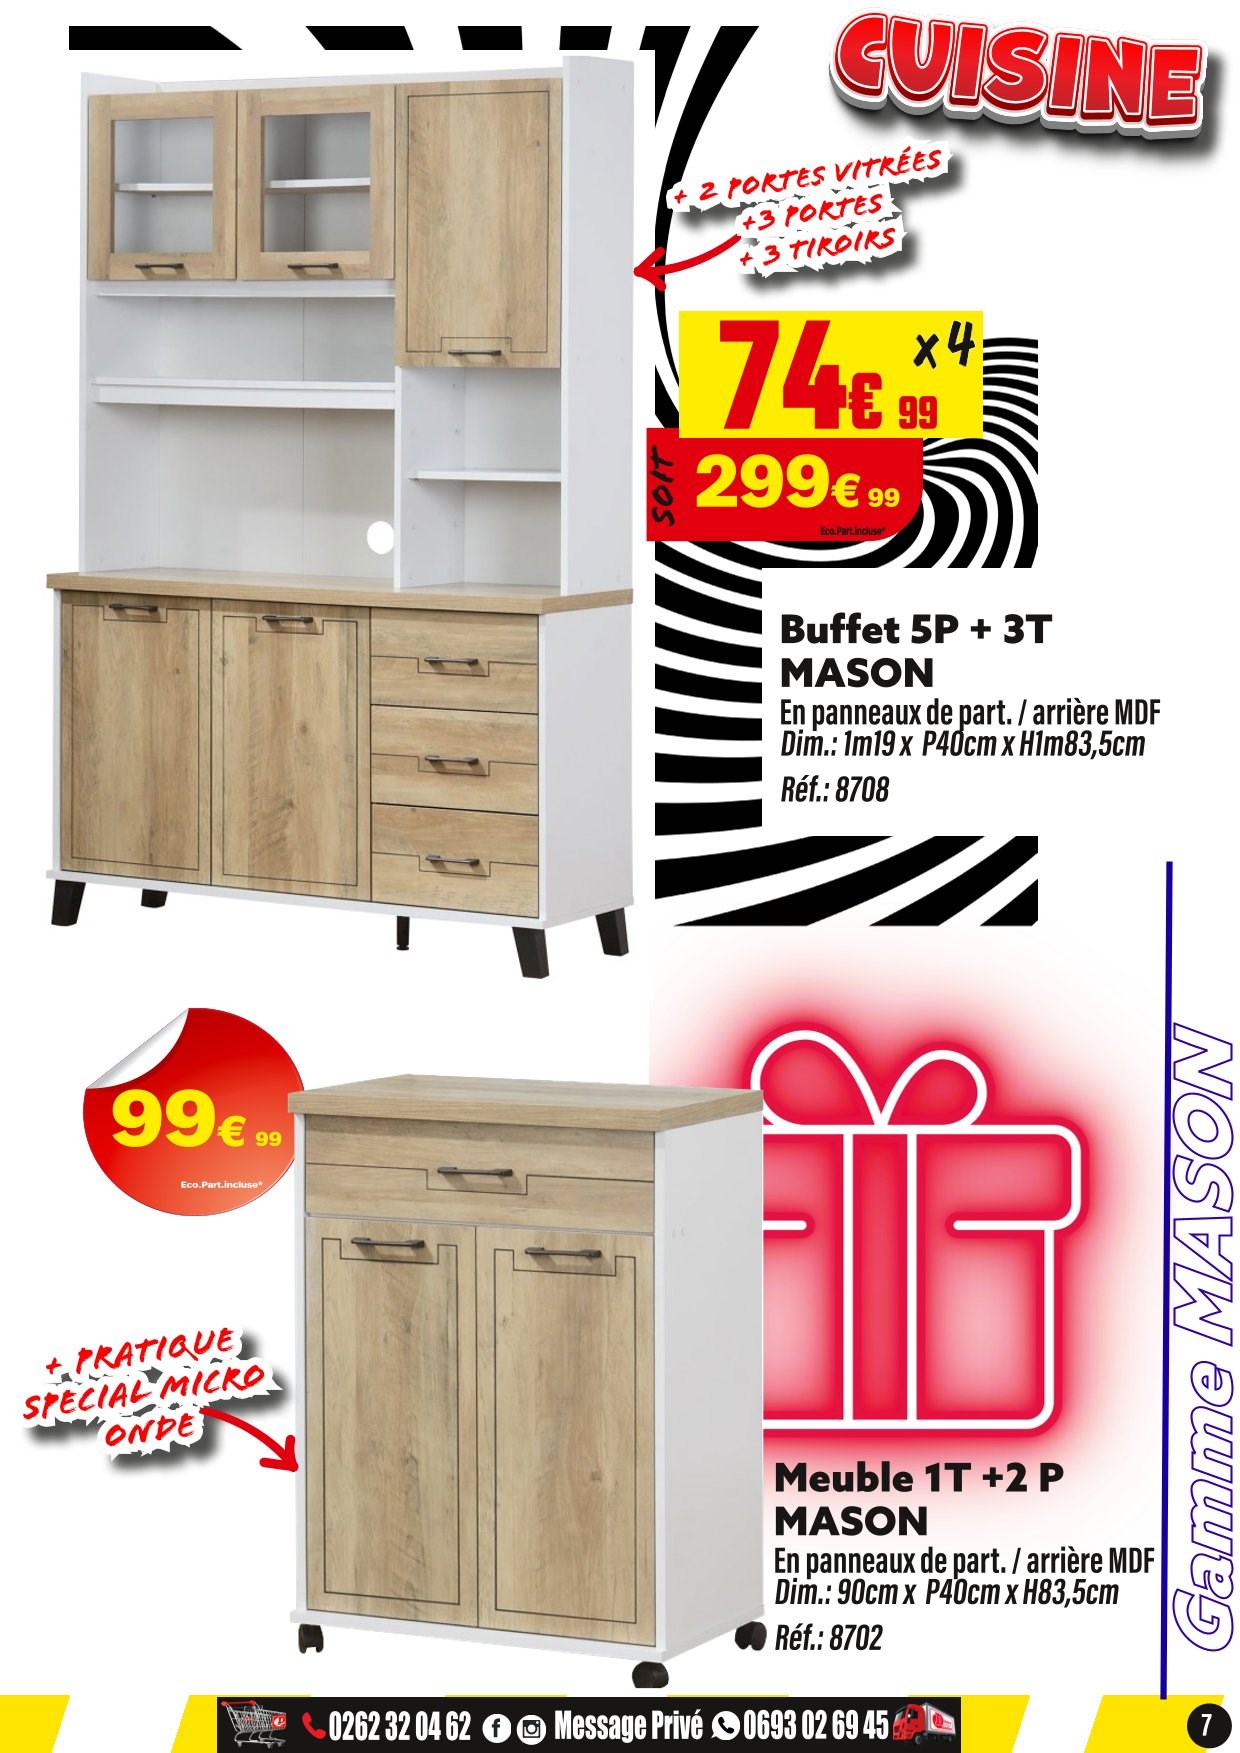 CUISINE
+ 2 PORTES VITRÉES
+3 PORTES
+ 3 TIROIRS
74€ 99 x 4
SOIT 299€ 99
Eco.Part.incluse*
Buffet 5P + 3T
MASON
En panneaux de part. / arrière MDF
Dim.: 1m19 x P40cm x H1m83,5cm
Réf.: 8708
99€ 99
Eco.Part.incluse*
+ PRATIQUE
SPECIAL MICRO
ONDE
Meuble 1T +2 P
MASON
En panneaux de part. / arrière MDF
Dim.: 90cm x P40cm x H83,5cm
Réf.: 8702
Gamme MASON
0262 32 04 62 Message Privé 0693 02 69 45
7